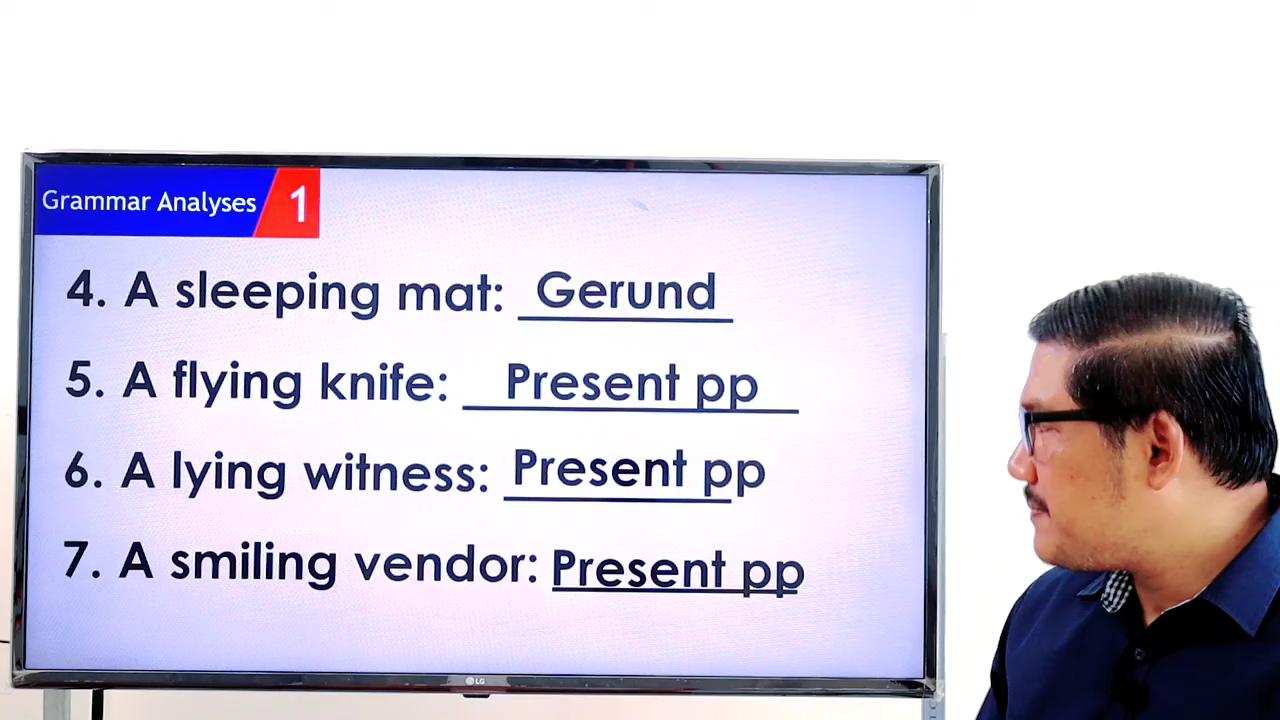 Grammar Analyses 1
4. A sleeping mat: Gerund
5. A flying knife: Present pp
6. A lying witness: Present pp
7. A smiling vendor: Present pp
LG